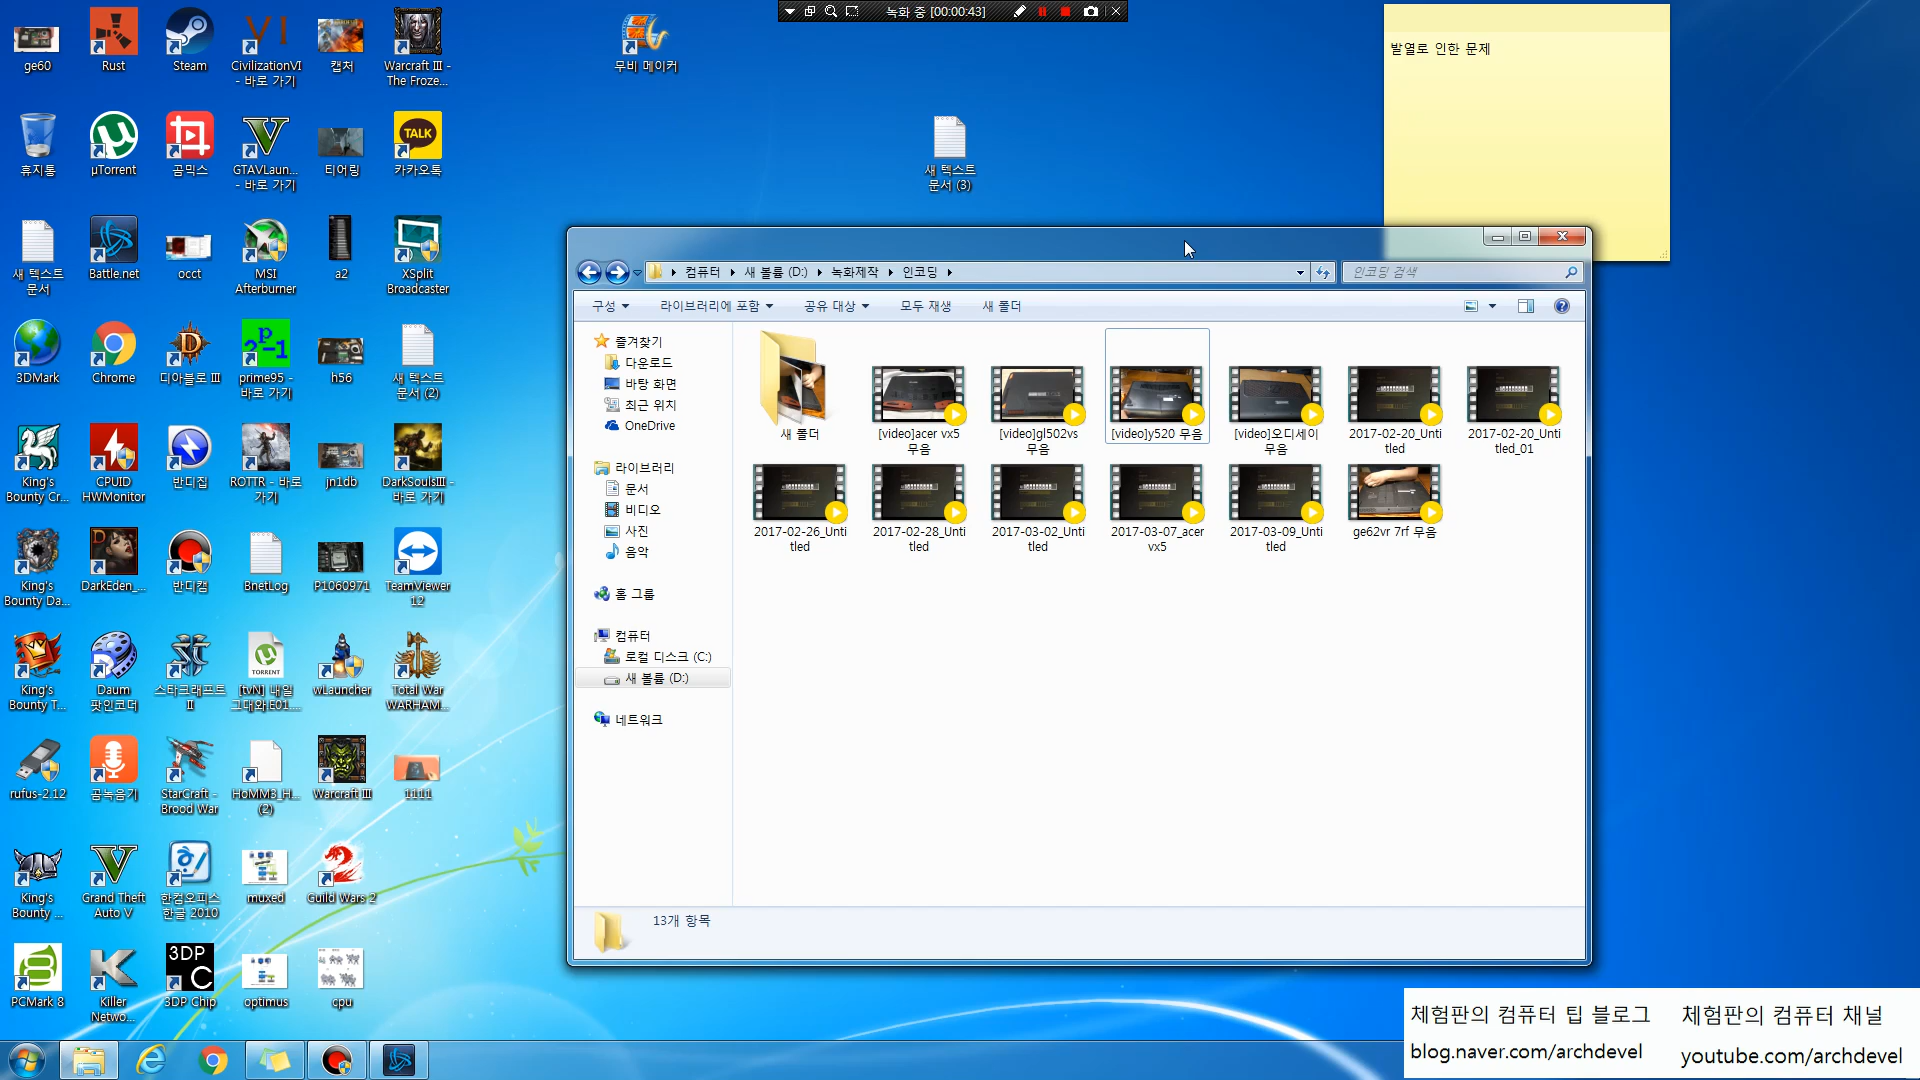 녹화 중 [00:00:43]
ge60
Rust
Steam
CivilizationVI
- 바로 가기
캡처
Warcraft III -
The Froze...
무비 메이커
발열로 인한 문제
휴지통
μTorrent
곰믹스
GTAVLaun...
- 바로 가기
티어링
TALK
카카오톡
새 텍스트
문서 (3)
새 텍스트
문서
Battle.net
occt
MSI
Afterburner
a2
XSplit
Broadcaster
3DMark
Chrome
디아블로 III
prime95 -
바로 가기
h56
새 텍스트
문서 (2)
King's
Bounty Cr...
CPUID
HWMonitor
반디집
ROTTR - 바로
가기
jn1db
DarkSoulsIII -
바로 가기
King's
Bounty Da...
DarkEden_...
반디캠
BnetLog
P1060971
TeamViewer
12
King's
Bounty T...
Daum
팟인코더
스타크래프트
II
TORRENT
[tvN] 내일
그대와.E01....
wLauncher
Total War
WARHAM...
rufus-2.12
곰녹음기
StarCraft -
Brood War
HoMM3_H...
(2)
Warcraft III
1111
King's
Bounty ...
Grand Theft
Auto V
한컴오피스
한글 2010
muxed
Guild Wars 2
PCMark 8
Killer
Netwo...
3DP
C
3DP Chip
optimus
cpu
컴퓨터
새 볼륨 (D:)
녹화제작
인코딩
인코딩 검색
구성
라이브러리에 포함
공유 대상
모두 재생
새 폴더
즐겨찾기
다운로드
바탕 화면
최근 위치
OneDrive
라이브러리
문서
비디오
사진
음악
홈 그룹
컴퓨터
로컬 디스크 (C:)
새 볼륨 (D:)
네트워크
새 폴더
[video]acer vx5
무음
[video]gl502vs
무음
[video]y520 무음
[video]오디세이
무음
2017-02-20_Unti
tled
2017-02-20_Unti
tled_01
2017-02-26_Unti
tled
2017-02-28_Unti
tled
2017-03-02_Unti
tled
2017-03-07_acer
vx5
2017-03-09_Unti
tled
ge62vr 7rf 무음
13개 항목
체험판의 컴퓨터 팁 블로그
blog.naver.com/archdevel
체험판의 컴퓨터 채널
youtube.com/archdevel